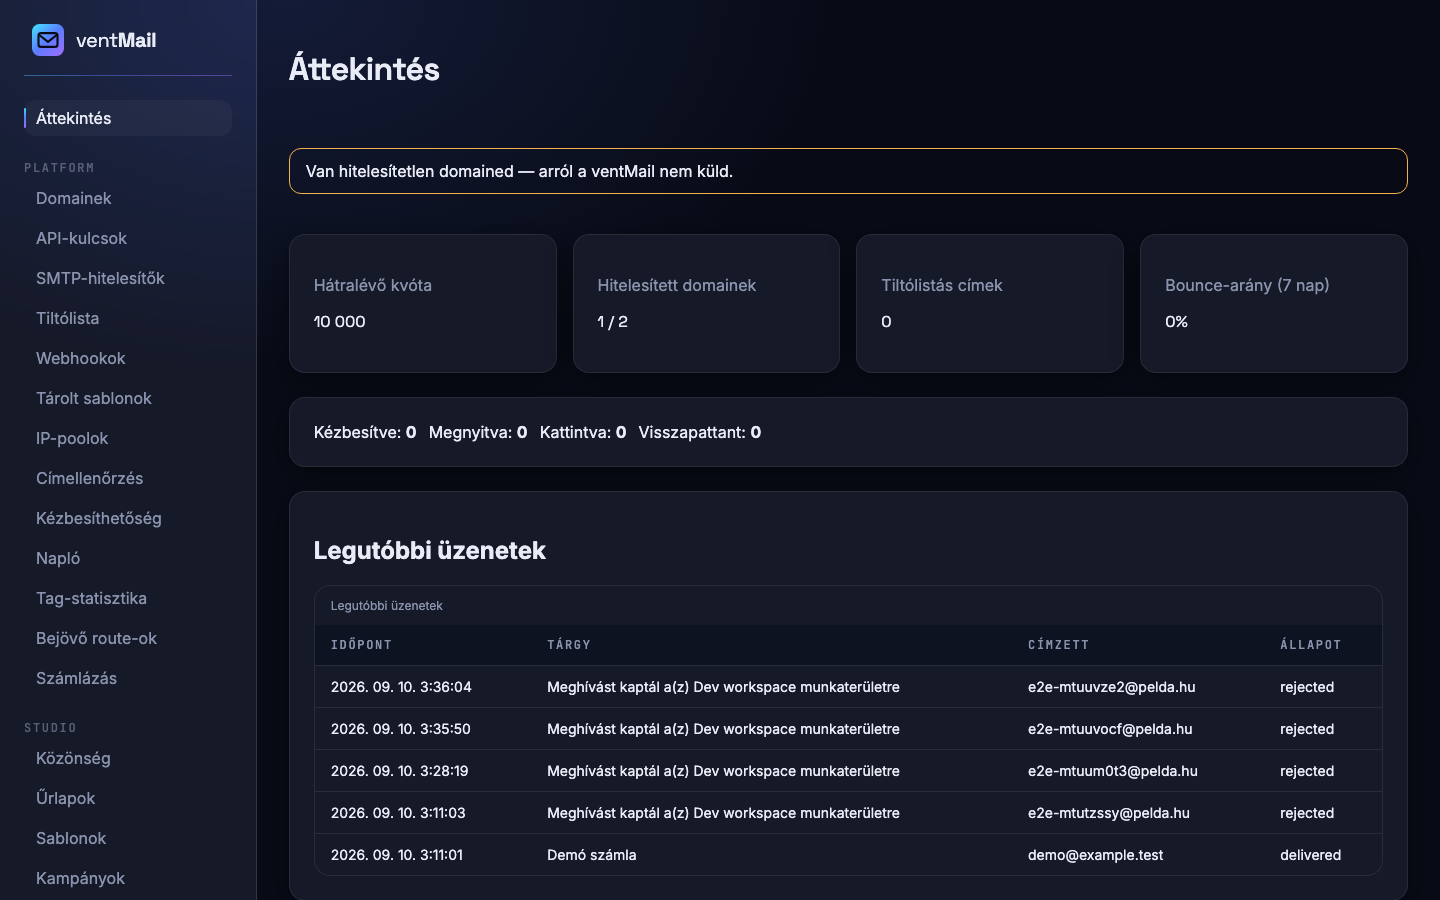 ventMail
Áttekintés
PLATFORM
Domainek
API-kulcsok
SMTP-hitelesítők
Tiltólista
Webhookok
Tárolt sablonok
IP-poolok
Címellenőrzés
Kézbesíthetőség
Napló
Tag-statisztika
Bejövő route-ok
Számlázás
STUDIO
Közönség
Űrlapok
Sablonok
Kampányok
Áttekintés
Van hitelesítetlen domained — arról a ventMail nem küld.
Hátralévő kvóta
10 000
Hitelesített domainek
1 / 2
Tiltólistás címek
0
Bounce-arány (7 nap)
0%
Kézbesítve: 0 Megnyitva: 0 Kattintva: 0 Visszapattant: 0
Legutóbbi üzenetek
Legutóbbi üzenetek
IDŐPONT TÁRGY CÍMZETT ÁLLAPOT
2026. 09. 10. 3:36:04 Meghívást kaptál a(z) Dev workspace munkaterületre e2e-mtuuvze2@pelda.hu rejected
2026. 09. 10. 3:35:50 Meghívást kaptál a(z) Dev workspace munkaterületre e2e-mtuuvocf@pelda.hu rejected
2026. 09. 10. 3:28:19 Meghívást kaptál a(z) Dev workspace munkaterületre e2e-mtuum0t3@pelda.hu rejected
2026. 09. 10. 3:11:03 Meghívást kaptál a(z) Dev workspace munkaterületre e2e-mtutzssy@pelda.hu rejected
2026. 09. 10. 3:11:01 Demó számla demo@example.test delivered